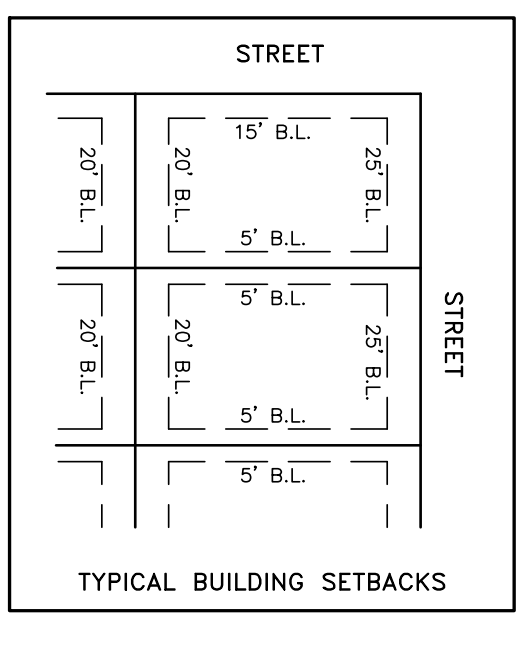 STREET
15' B.L.
20' B.L.
20' B.L.
25' B.L.
5' B.L.
5' B.L.
20' B.L.
20' B.L.
25' B.L.
STREET
5' B.L.
5' B.L.
TYPICAL BUILDING SETBACKS